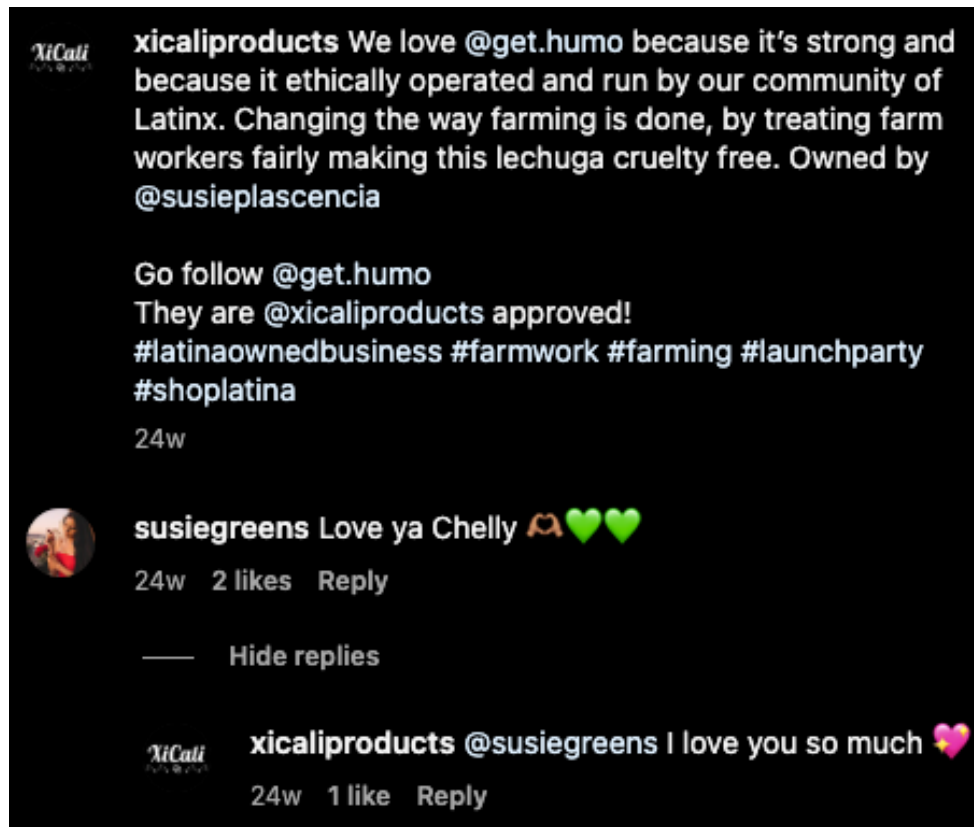 XiCali
xicaliproducts We love @get.humo because it’s strong and
because it ethically operated and run by our community of
Latinx. Changing the way farming is done, by treating farm
workers fairly making this lechuga cruelty free. Owned by
@susieplascencia
Go follow @get.humo
They are @xicaliproducts approved!
#latinaownedbusiness #farmwork #farming #launchparty
#shoplatina
24w
susiegreens Love ya Chelly 🫶🏽💚💚
24w 2 likes Reply
Hide replies
XiCali
xicaliproducts @susiegreens I love you so much 💖
24w 1 like Reply